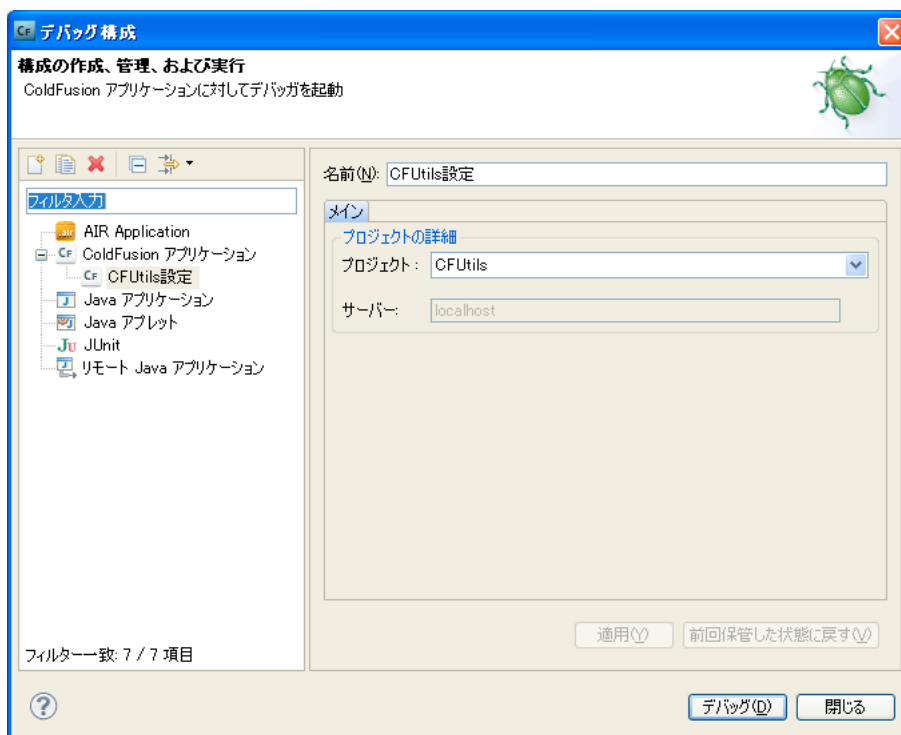 CF デバッグ構成
構成の作成、管理、および実行
ColdFusion アプリケーションに対してデバッガを起動
フィルタ入力
.air AIR Application
CF ColdFusion アプリケーション
CF CFUtils設定
J Java アプリケーション
Java アプレット
Ju JUnit
J リモート Java アプリケーション
フィルター一致: 7 / 7 項目
名前(N): CFUtils設定
メイン
プロジェクトの詳細
プロジェクト : CFUtils
サーバー: localhost
適用(Y) 前回保管した状態に戻す(V)
? デバッグ(D) 閉じる